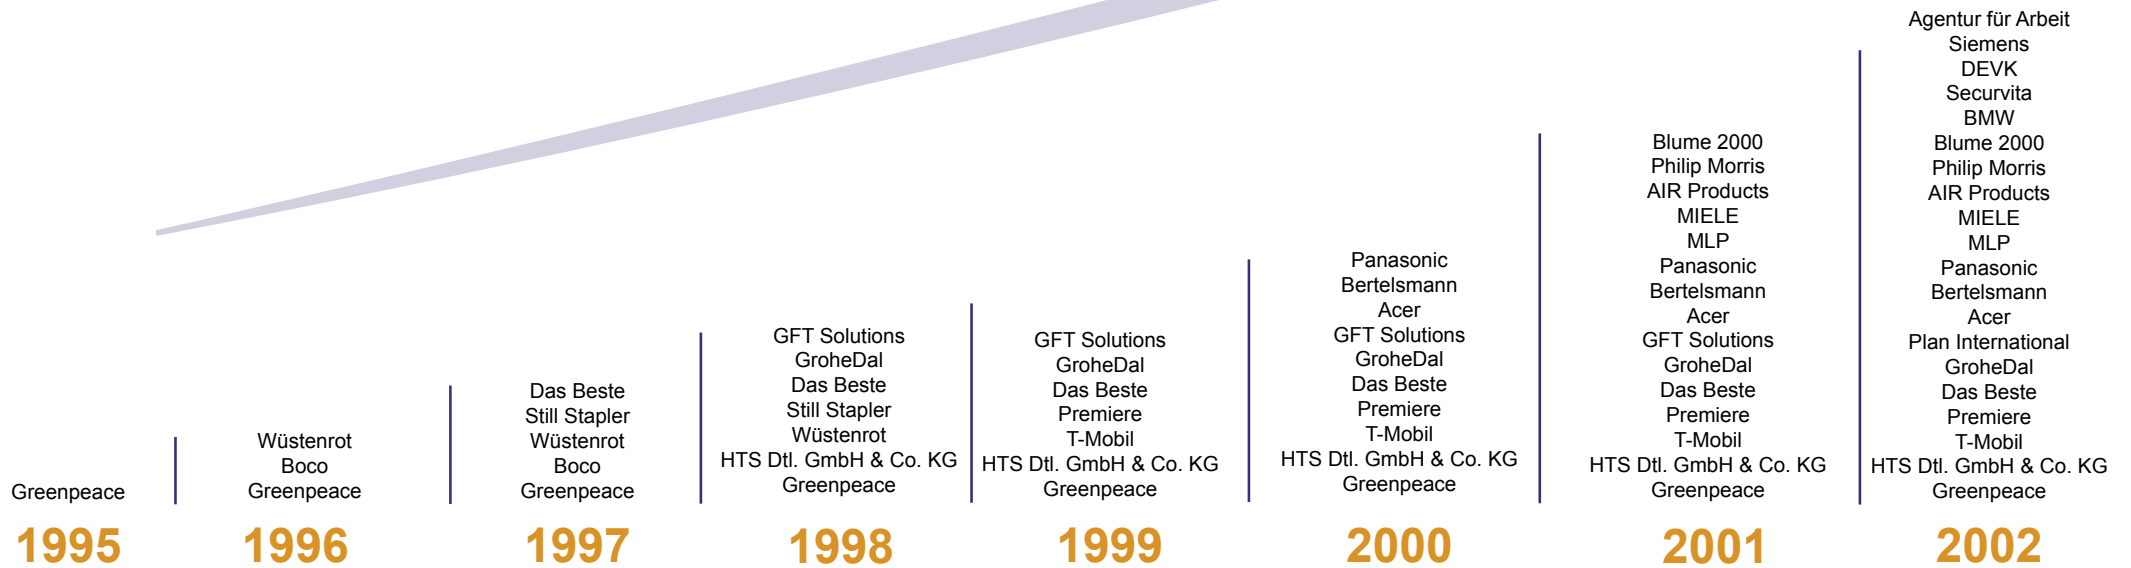 Greenpeace
1995
Wüstenrot
Boco
Greenpeace
1996
Das Beste
Still Stapler
Wüstenrot
Boco
Greenpeace
1997
GFT Solutions
GroheDal
Das Beste
Still Stapler
Wüstenrot
HTS Dtl. GmbH & Co. KG
Greenpeace
1998
GFT Solutions
GroheDal
Das Beste
Premiere
T-Mobil
HTS Dtl. GmbH & Co. KG
Greenpeace
1999
Panasonic
Bertelsmann
Acer
GFT Solutions
GroheDal
Das Beste
Premiere
T-Mobil
HTS Dtl. GmbH & Co. KG
Greenpeace
2000
Blume 2000
Philip Morris
AIR Products
MIELE
MLP
Panasonic
Bertelsmann
Acer
GFT Solutions
GroheDal
Das Beste
Premiere
T-Mobil
HTS Dtl. GmbH & Co. KG
Greenpeace
2001
Agentur für Arbeit
Siemens
DEVK
Securvita
BMW
Blume 2000
Philip Morris
AIR Products
MIELE
MLP
Panasonic
Bertelsmann
Acer
Plan International
GroheDal
Das Beste
Premiere
T-Mobil
HTS Dtl. GmbH & Co. KG
Greenpeace
2002